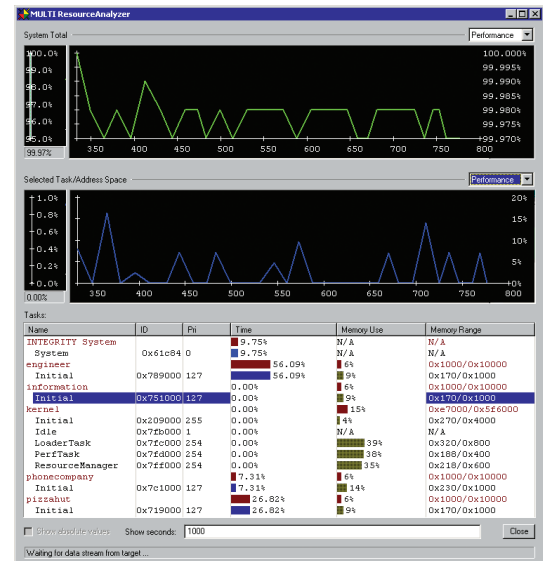 MULTI ResourceAnalyzer
System Total
Performance
100.0% 100.000%
99.0% 99.995%
98.0% 99.990%
99.985%
97.0% 99.980%
96.0% 99.975%
95.0% 99.970%
350 400 450 500 550 600 650 700 750 800
99.97%
Selected Task/Address Space
Performance
1.0% 20%
0.8% 15%
0.6%
0.4% 10%
0.2% 5%
0.0% 0%
350 400 450 500 550 600 650 700 750 800
0.00%
Tasks:
Name ID Pri Time Memory Use Memory Range
INTEGRITY System 9.75% N/A N/A
System 0x61c84 0 9.75% N/A N/A
engineer 56.09% 6% 0x1000/0x10000
Initial 0x789000 127 56.09% 9% 0x170/0x1000
information 0.00% 6% 0x1000/0x10000
Initial 0x751000 127 0.00% 9% 0x170/0x1000
kernel 0.00% 15% 0xe7000/0x5f6000
Initial 0x209000 255 0.00% 4% 0x270/0x4000
Idle 0x7fb000 1 0.00% N/A N/A
LoaderTask 0x7fc000 254 0.00% 39% 0x320/0x800
PerfTask 0x7fd000 254 0.00% 38% 0x188/0x400
ResourceManager 0x7ff000 254 0.00% 35% 0x218/0x600
phonecompany 7.31% 6% 0x1000/0x10000
Initial 0x7c1000 127 7.31% 14% 0x230/0x1000
pizzahut 26.82% 6% 0x1000/0x10000
Initial 0x719000 127 26.82% 9% 0x170/0x1000
Show absolute values Show seconds: 1000 Close
Waiting for data stream from target ...